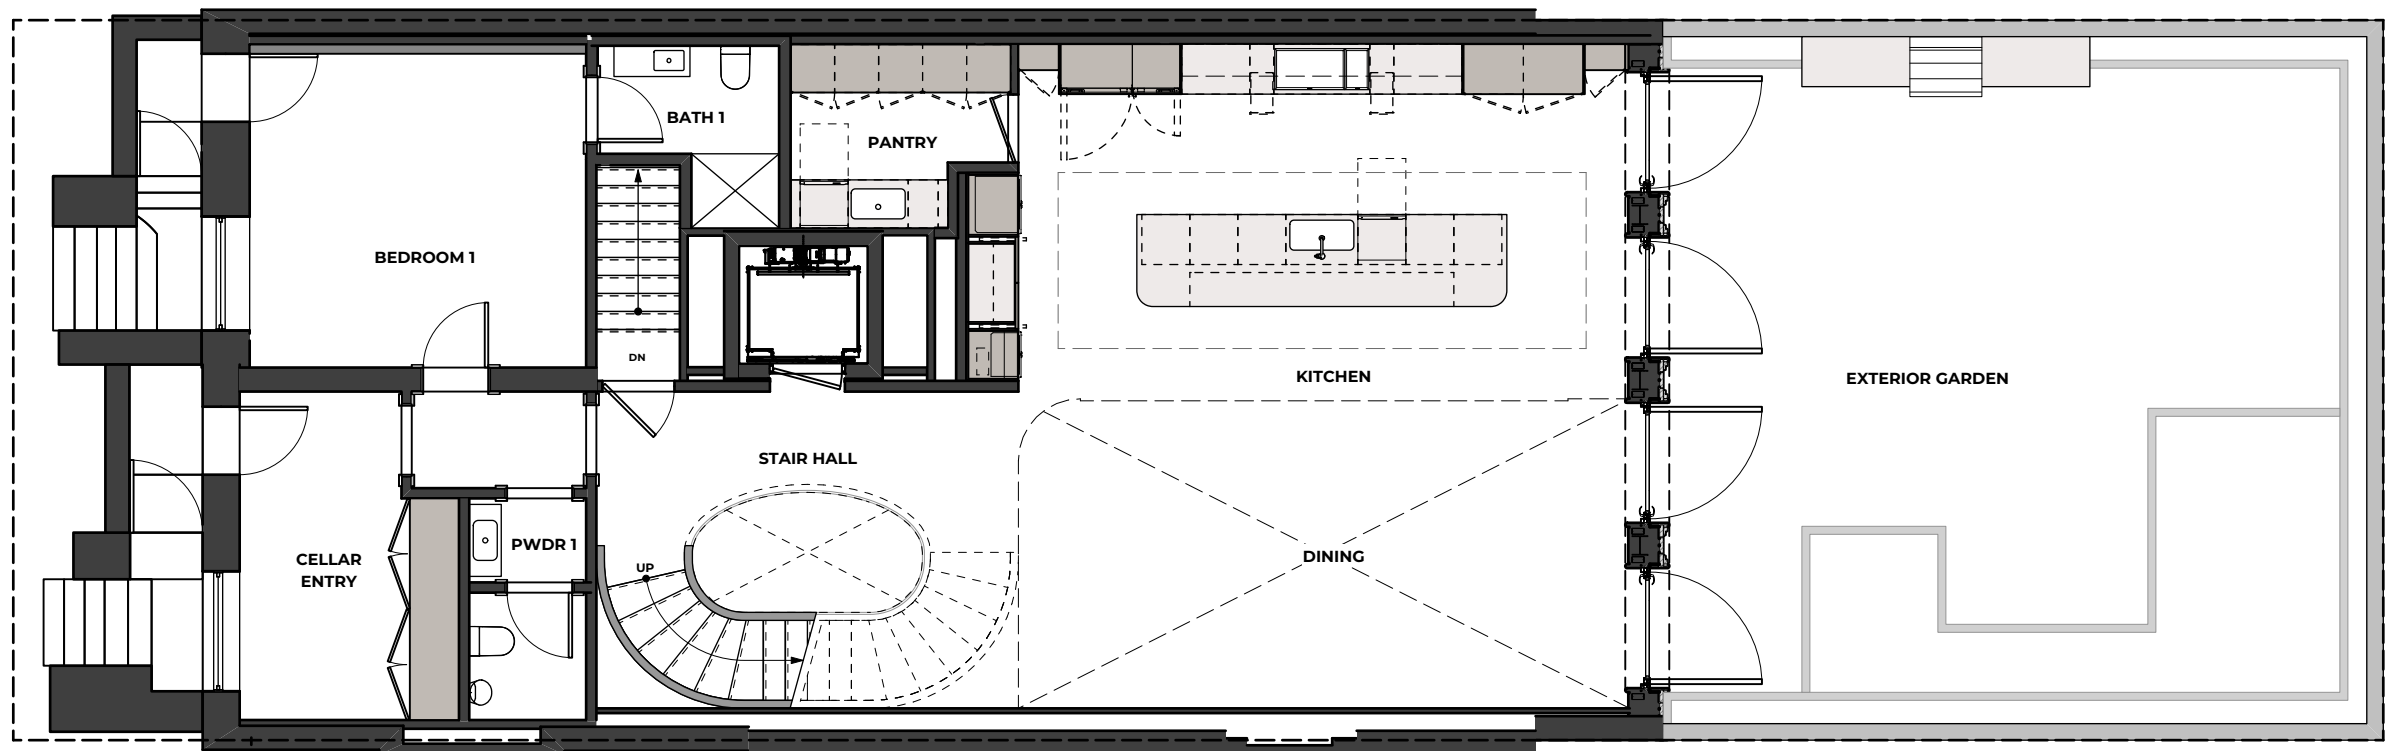 BATH 1
PANTRY
BEDROOM 1
DN
KITCHEN
EXTERIOR GARDEN
STAIR HALL
PWDR 1
CELLAR
ENTRY
UP
DINING